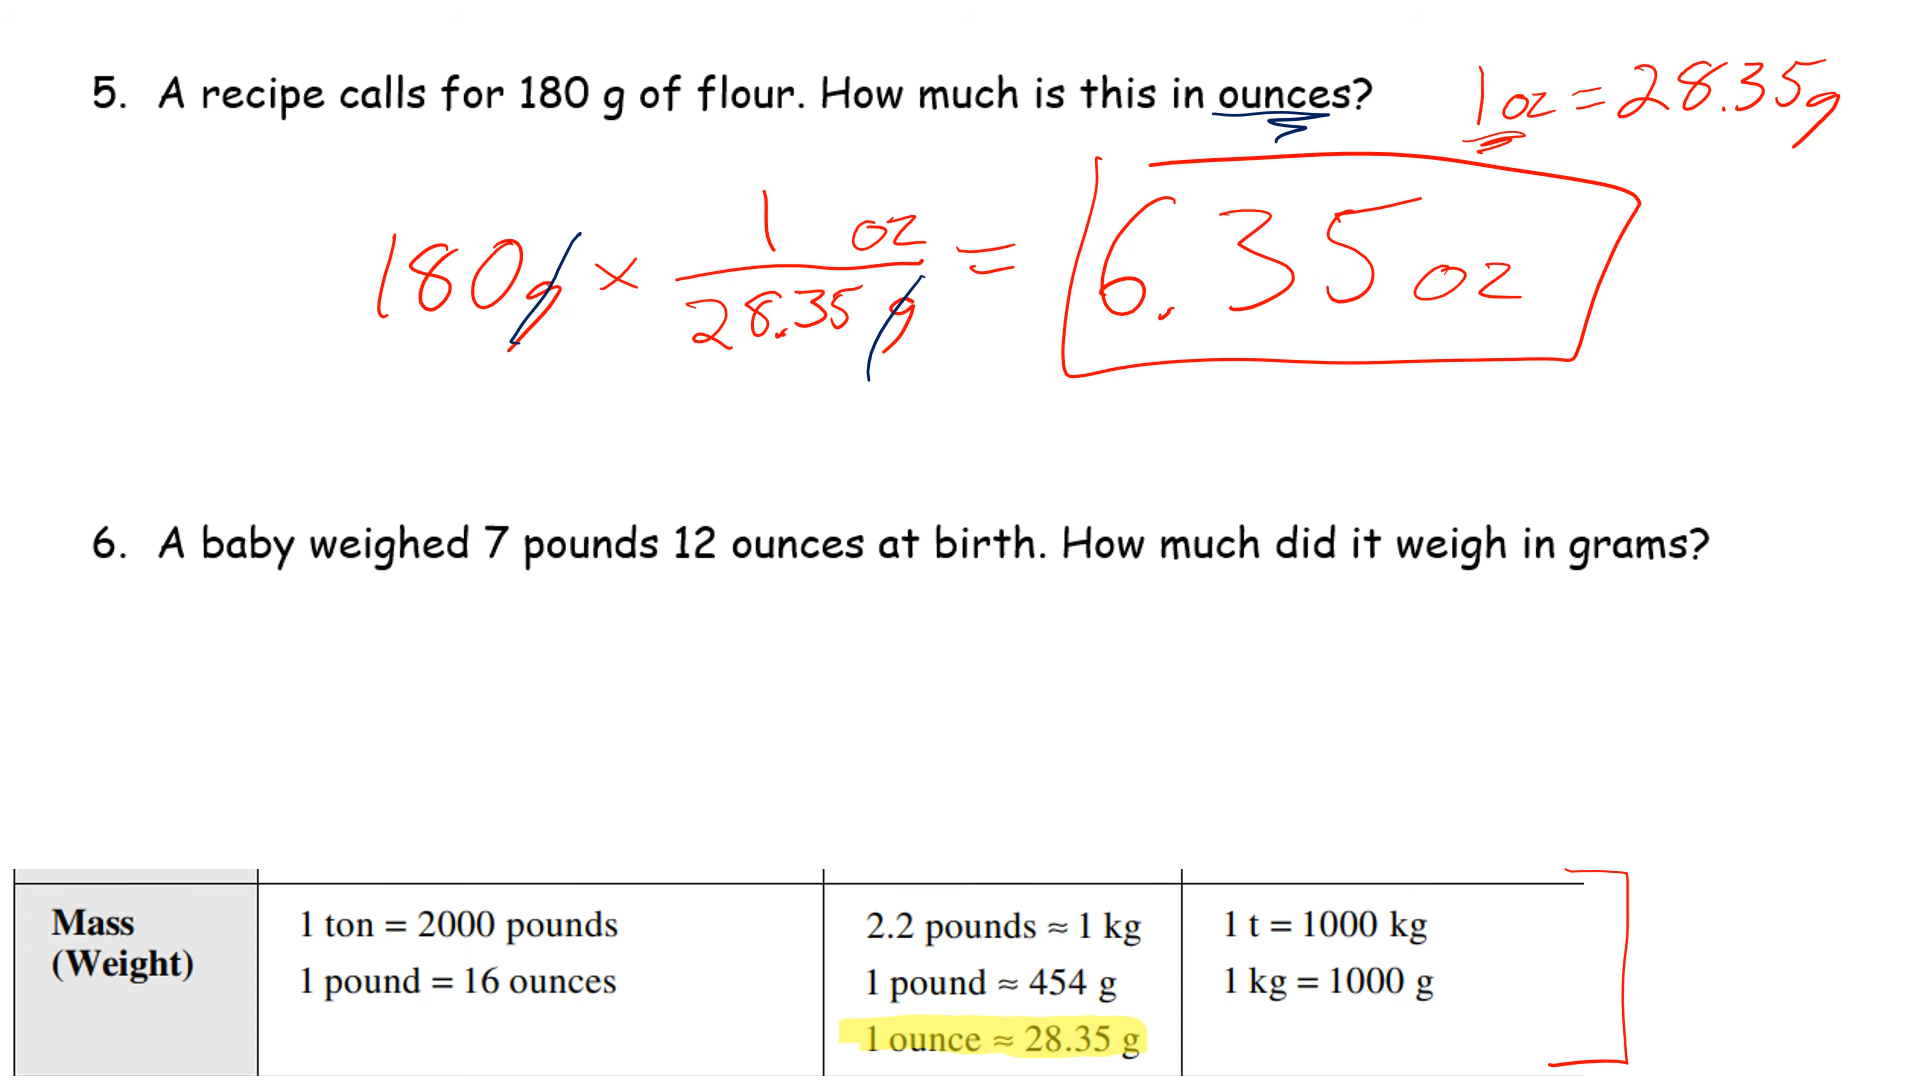 5. A recipe calls for 180 g of flour. How much is this in ounces?
1 oz = 28.35g
180g × 1 oz / 28.35 g = 6.35 oz
6. A baby weighed 7 pounds 12 ounces at birth. How much did it weigh in grams?
Mass (Weight)
1 ton = 2000 pounds
1 pound = 16 ounces
2.2 pounds ≈ 1 kg
1 pound ≈ 454 g
1 ounce ≈ 28.35 g
1 t = 1000 kg
1 kg = 1000 g